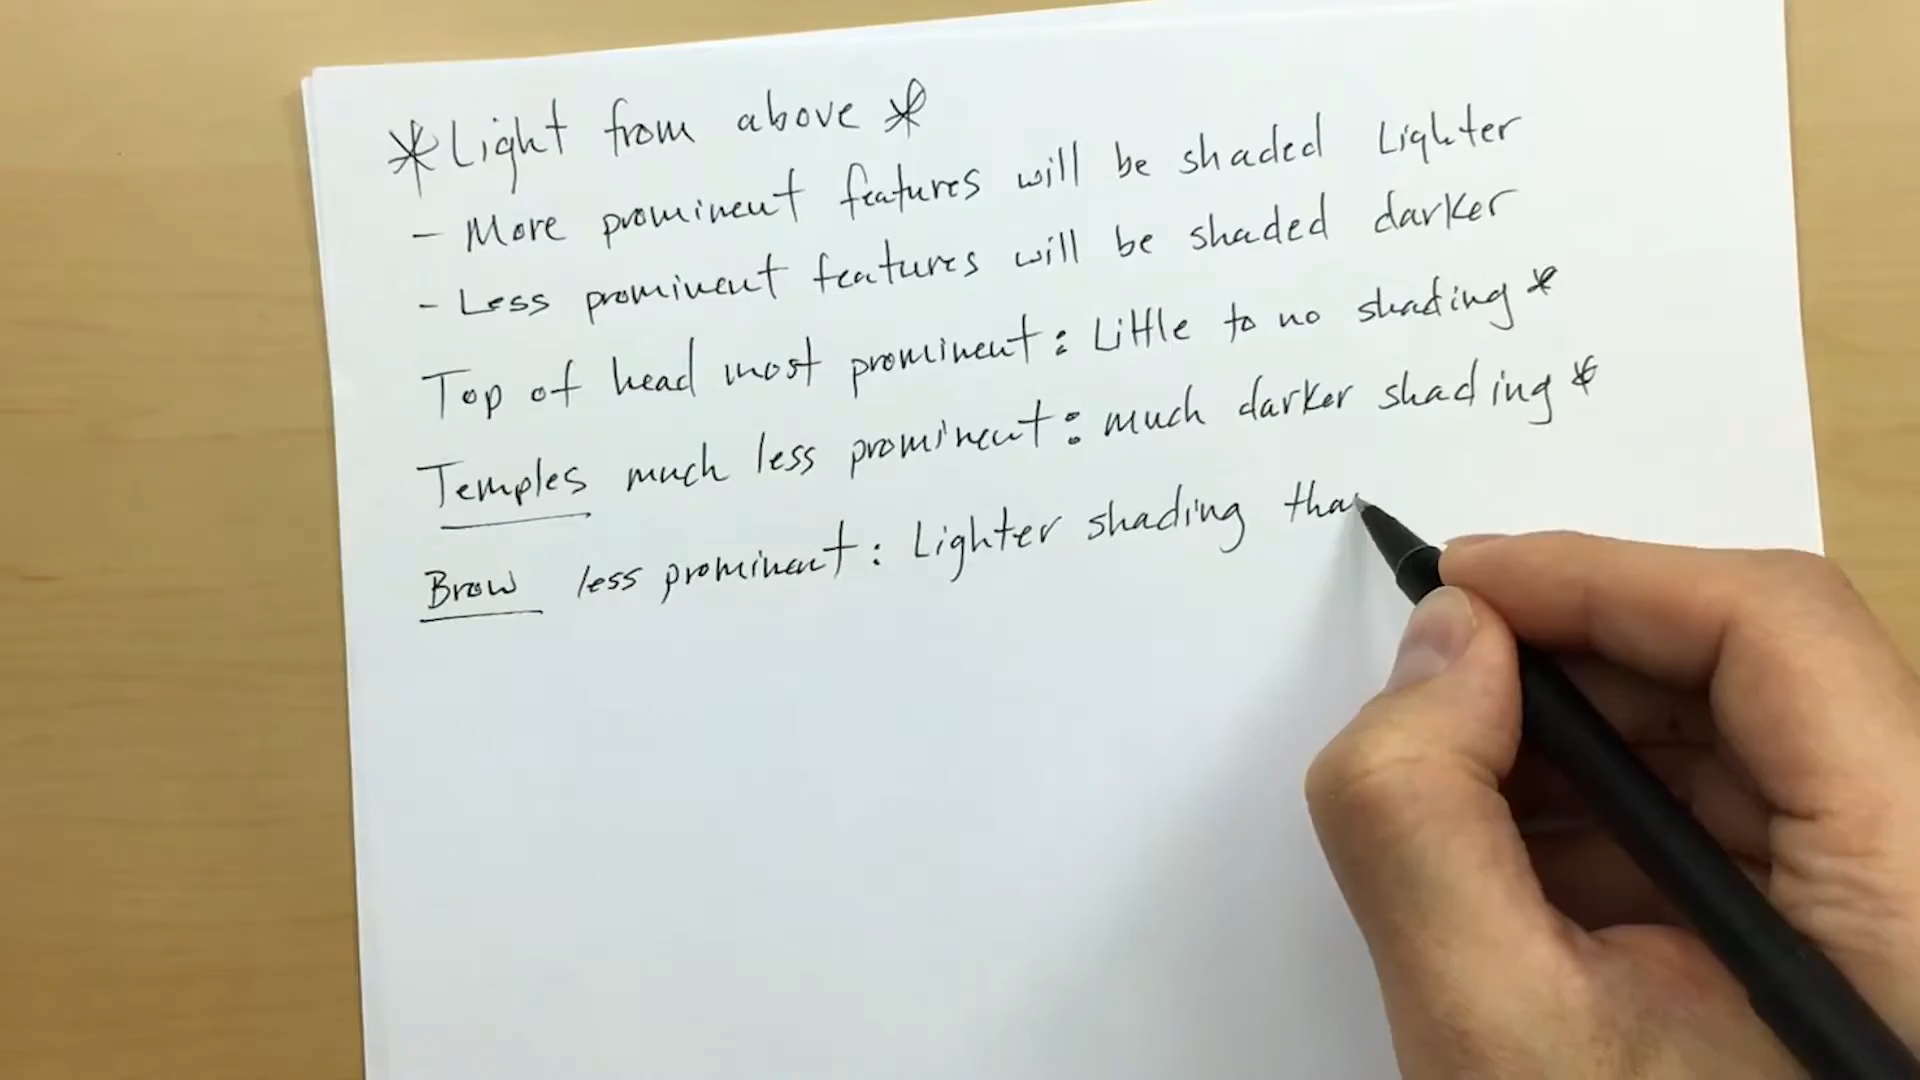 *Light from above*
- More prominent features will be shaded Lighter
- Less prominent features will be shaded darker
Top of head most prominent: Little to no shading*
Temples much less prominent: much darker shading*
Brow less prominent: Lighter shading than